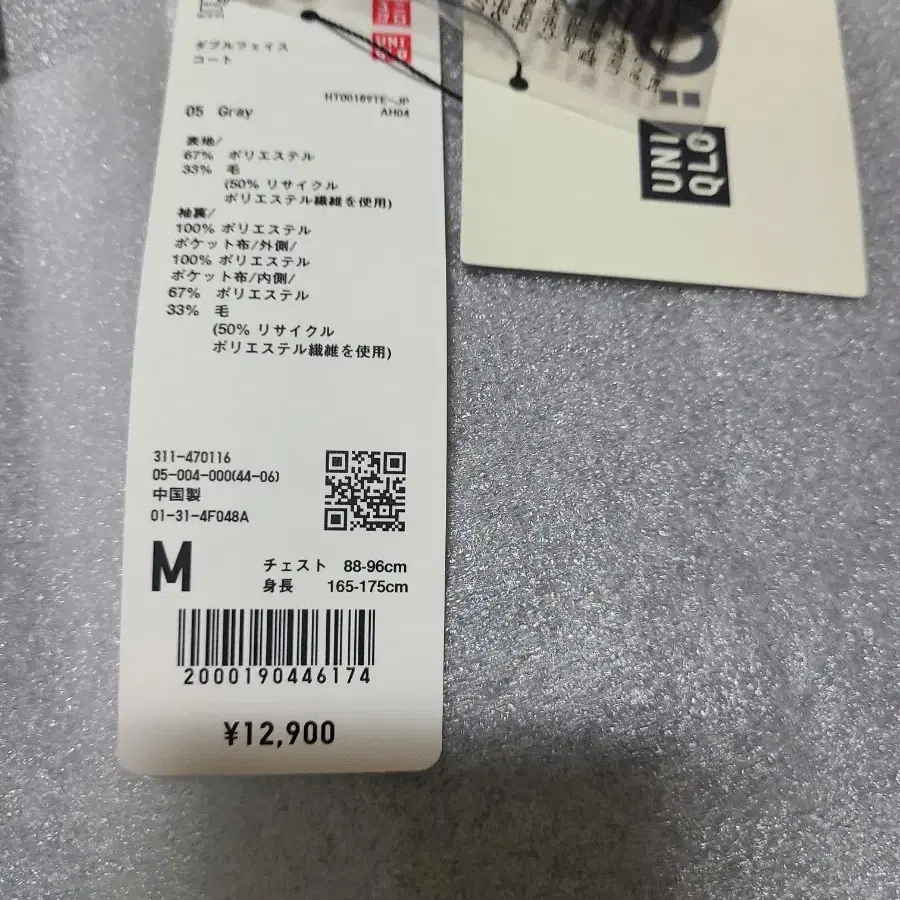 ユニ
クロ
UNI
QLO
ダブルフェイス
コート
HT00189TE-JP
05 Gray AH04
表地/
67% ポリエステル
33% 毛
(50% リサイクル
ポリエステル繊維を使用)
袖裏/
100% ポリエステル
ポケット布/外側/
100% ポリエステル
ポケット布/内側/
67% ポリエステル
33% 毛
(50% リサイクル
ポリエステル繊維を使用)
311-470116
05-004-000(44-06)
中国製
01-31-4F048A
M
チェスト 88-96cm
身長 165-175cm
2000190446174
¥12,900
UNI
QLO